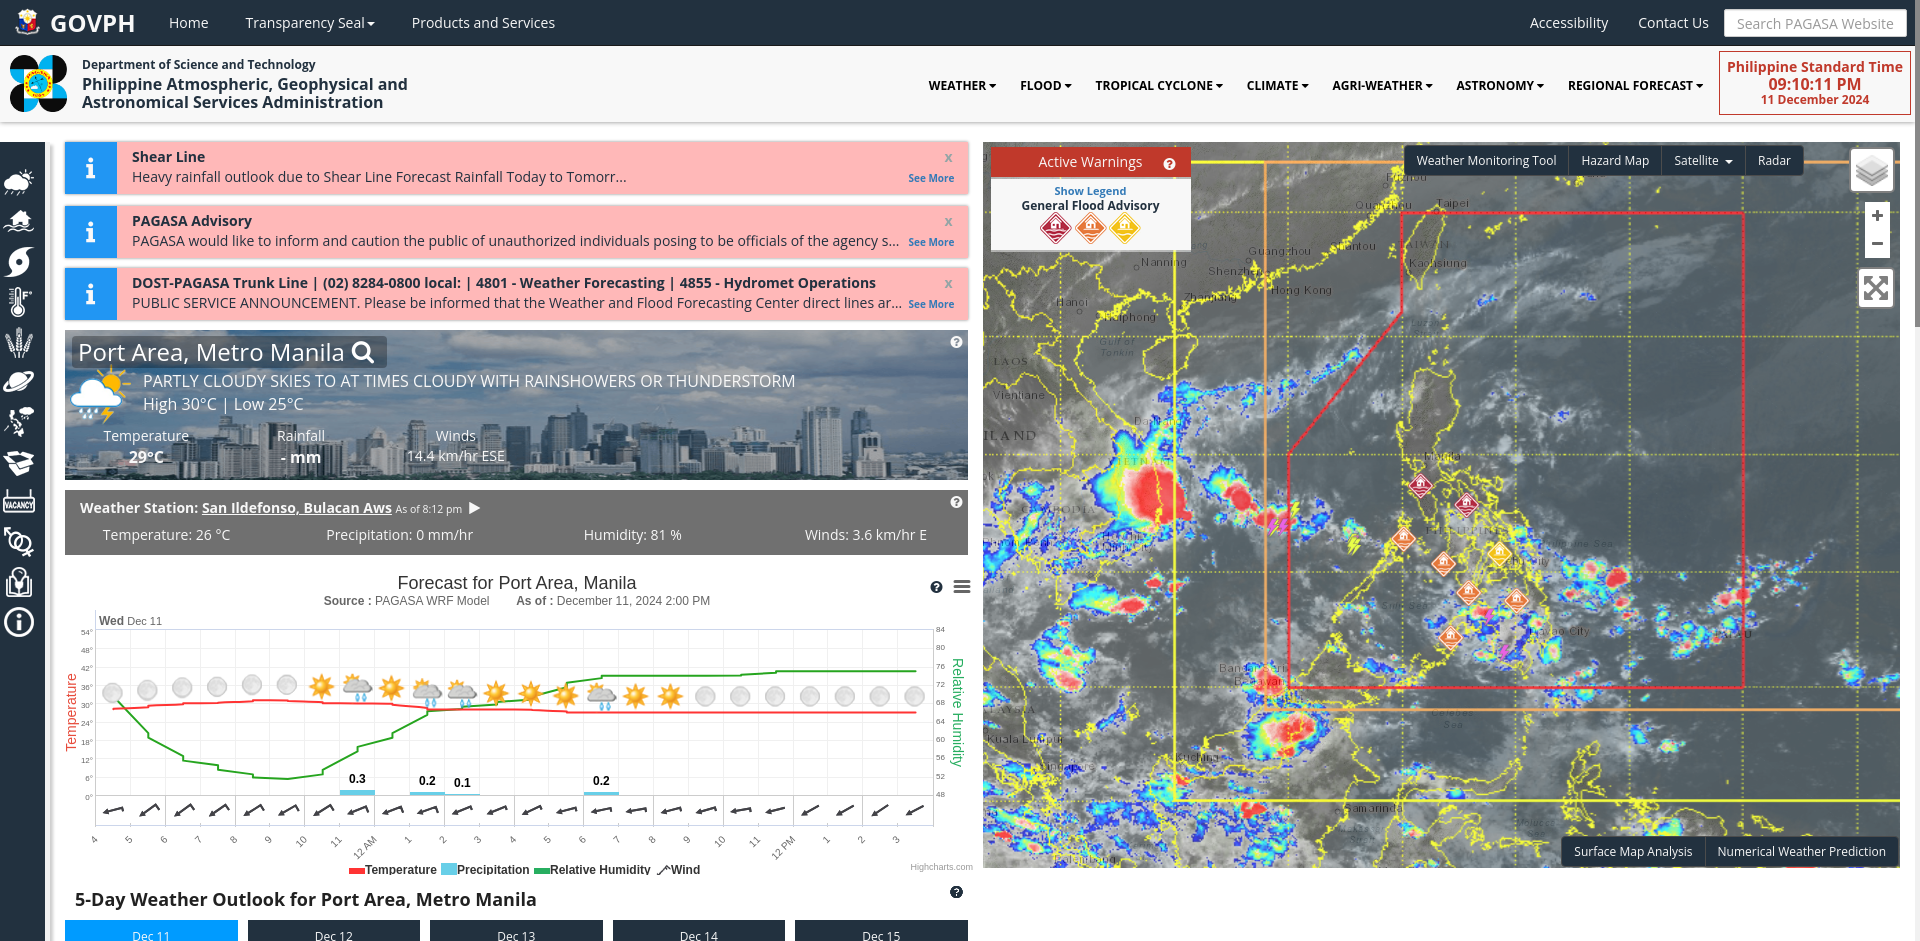 GOVPH
Home
Transparency Seal
Products and Services
Accessibility
Contact Us
Search PAGASA Website
Department of Science and Technology
Philippine Atmospheric, Geophysical and
Astronomical Services Administration
WEATHER
FLOOD
TROPICAL CYCLONE
CLIMATE
AGRI-WEATHER
ASTRONOMY
REGIONAL FORECAST
Philippine Standard Time
09:10:11 PM
11 December 2024
Shear Line
x
Heavy rainfall outlook due to Shear Line Forecast Rainfall Today to Tomorr...
See More
PAGASA Advisory
x
PAGASA would like to inform and caution the public of unauthorized individuals posing to be officials of the agency s...
See More
DOST-PAGASA Trunk Line | (02) 8284-0800 local: | 4801 - Weather Forecasting | 4855 - Hydromet Operations
x
PUBLIC SERVICE ANNOUNCEMENT. Please be informed that the Weather and Flood Forecasting Center direct lines ar...
See More
VACANCY
Port Area, Metro Manila
PARTLY CLOUDY SKIES TO AT TIMES CLOUDY WITH RAINSHOWERS OR THUNDERSTORM
High 30°C | Low 25°C
Temperature
Rainfall
Winds
29°C
- mm
14.4 km/hr ESE
Weather Station: San Ildefonso, Bulacan Aws As of 8:12 pm
Temperature: 26 °C
Precipitation: 0 mm/hr
Humidity: 81 %
Winds: 3.6 km/hr E
Forecast for Port Area, Manila
Source : PAGASA WRF Model As of : December 11, 2024 2:00 PM
Wed Dec 11
54°
48°
42°
36°
30°
24°
18°
12°
6°
0°
Temperature
84
80
76
72
68
64
60
56
52
48
Relative Humidity
0.3
0.2
0.1
0.2
4 5 6 7 8 9 10 11 12 AM 1 2 3 4 5 6 7 8 9 10 11 12 PM 1 2 3
Temperature Precipitation Relative Humidity Wind
Highcharts.com
5-Day Weather Outlook for Port Area, Metro Manila
Dec 11
Dec 12
Dec 13
Dec 14
Dec 15
Active Warnings
Show Legend
General Flood Advisory
Weather Monitoring Tool
Hazard Map
Satellite
Radar
+
−
Taipei
TAIWAN
Kaohsiung
Guangzhou
Shantou
Nanning
Shenzhen
Hong Kong
Zhanjiang
Hanoi
Haiphong
Gulf of
Tonkin
LAOS
Vientiane
VIETNAM
CAMBODIA
Manila
Davao City
PALAU
Bandar Seri
Begawan
Celebes
Sea
Kuala Lumpur
Kuching
Samarinda
Surface Map Analysis
Numerical Weather Prediction